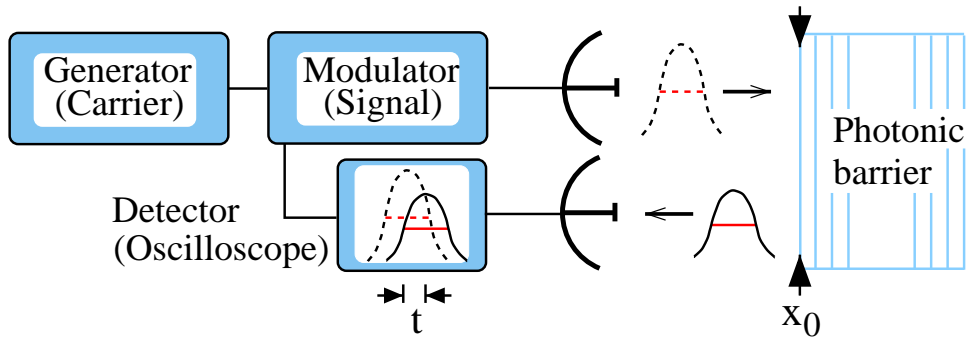 Generator
(Carrier)
Modulator
(Signal)
Photonic
barrier
Detector
(Oscilloscope)
t
x0